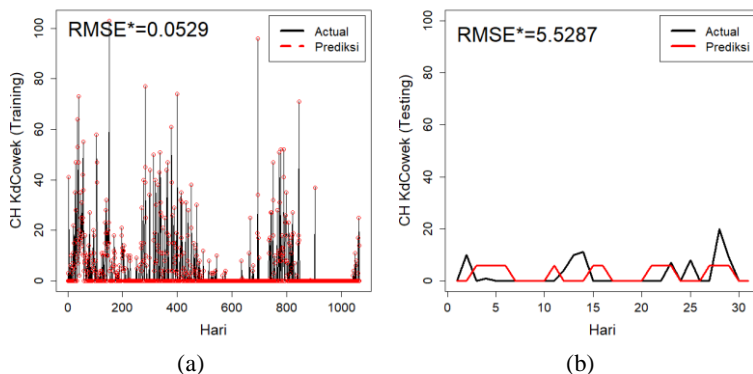 RMSE*=0.0529
Actual
Prediksi
CH KdCowek (Training)
100
80
60
40
20
0
0 200 400 600 800 1000
Hari
(a)
RMSE*=5.5287
Actual
Prediksi
CH KdCowek (Testing)
100
80
60
40
20
0
0 5 10 15 20 25 30
Hari
(b)